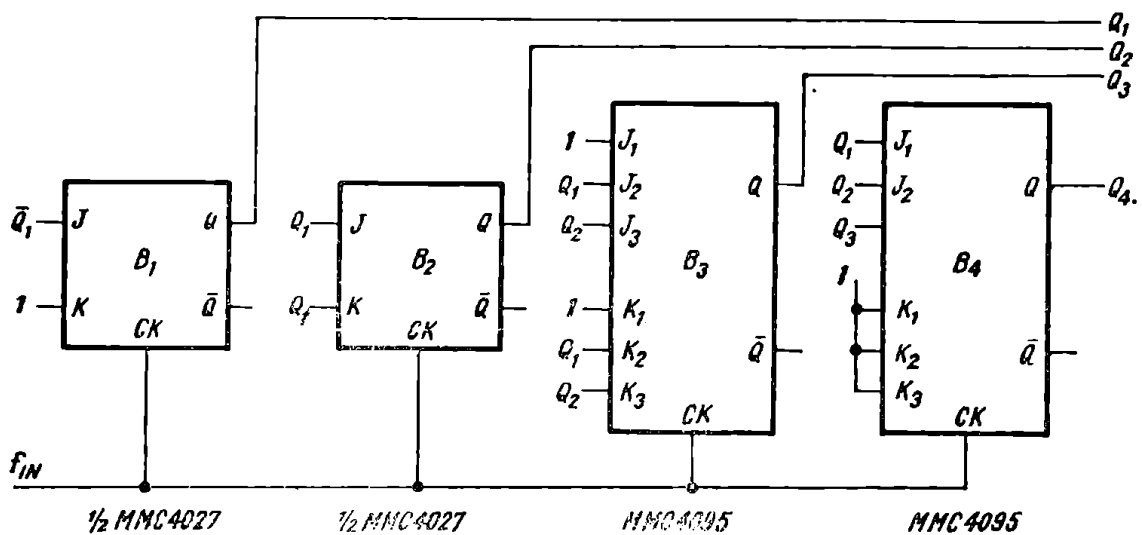 Q₁
Q₂
Q₃
Q̄₁ J Q
B₁
1 K Q̄
CK
Q₁ J Q
B₂
Q₁ K Q̄
CK
1 J₁
Q₁ J₂ Q
Q₂ J₃
B₃
1 K₁
Q₁ K₂ Q̄
Q₂ K₃
CK
Q₁ J₁
Q₂ J₂ Q Q₄.
Q₃
B₄
1
K₁
K₂ Q̄
K₃
CK
f_IN
1/2 MMC4027 1/2 MMC4027 MMC4095 MMC4095